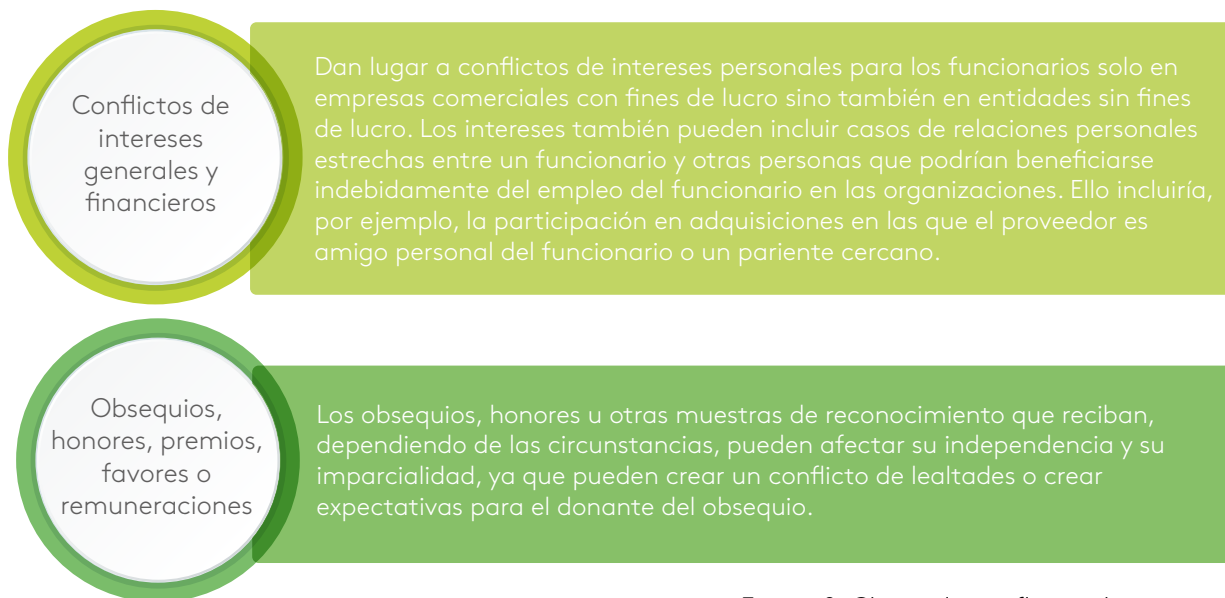 Conflictos de
intereses
generales y
financieros
Dan lugar a conflictos de intereses personales para los funcionarios solo en
empresas comerciales con fines de lucro sino también en entidades sin fines
de lucro. Los intereses también pueden incluir casos de relaciones personales
estrechas entre un funcionario y otras personas que podrían beneficiarse
indebidamente del empleo del funcionario en las organizaciones. Ello incluiría,
por ejemplo, la participación en adquisiciones en las que el proveedor es
amigo personal del funcionario o un pariente cercano.
Obsequios,
honores, premios,
favores o
remuneraciones
Los obsequios, honores u otras muestras de reconocimiento que reciban,
dependiendo de las circunstancias, pueden afectar su independencia y su
imparcialidad, ya que pueden crear un conflicto de lealtades o crear
expectativas para el donante del obsequio.